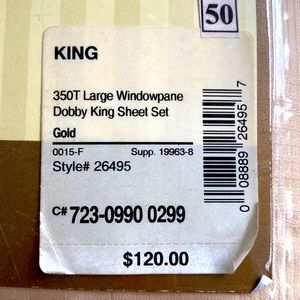 50
KING
350T Large Windowpane
Dobby King Sheet Set
Gold
0015-F Supp. 19963-8
Style# 26495
C# 723-0990 0299
$120.00
0 08889 26495 7